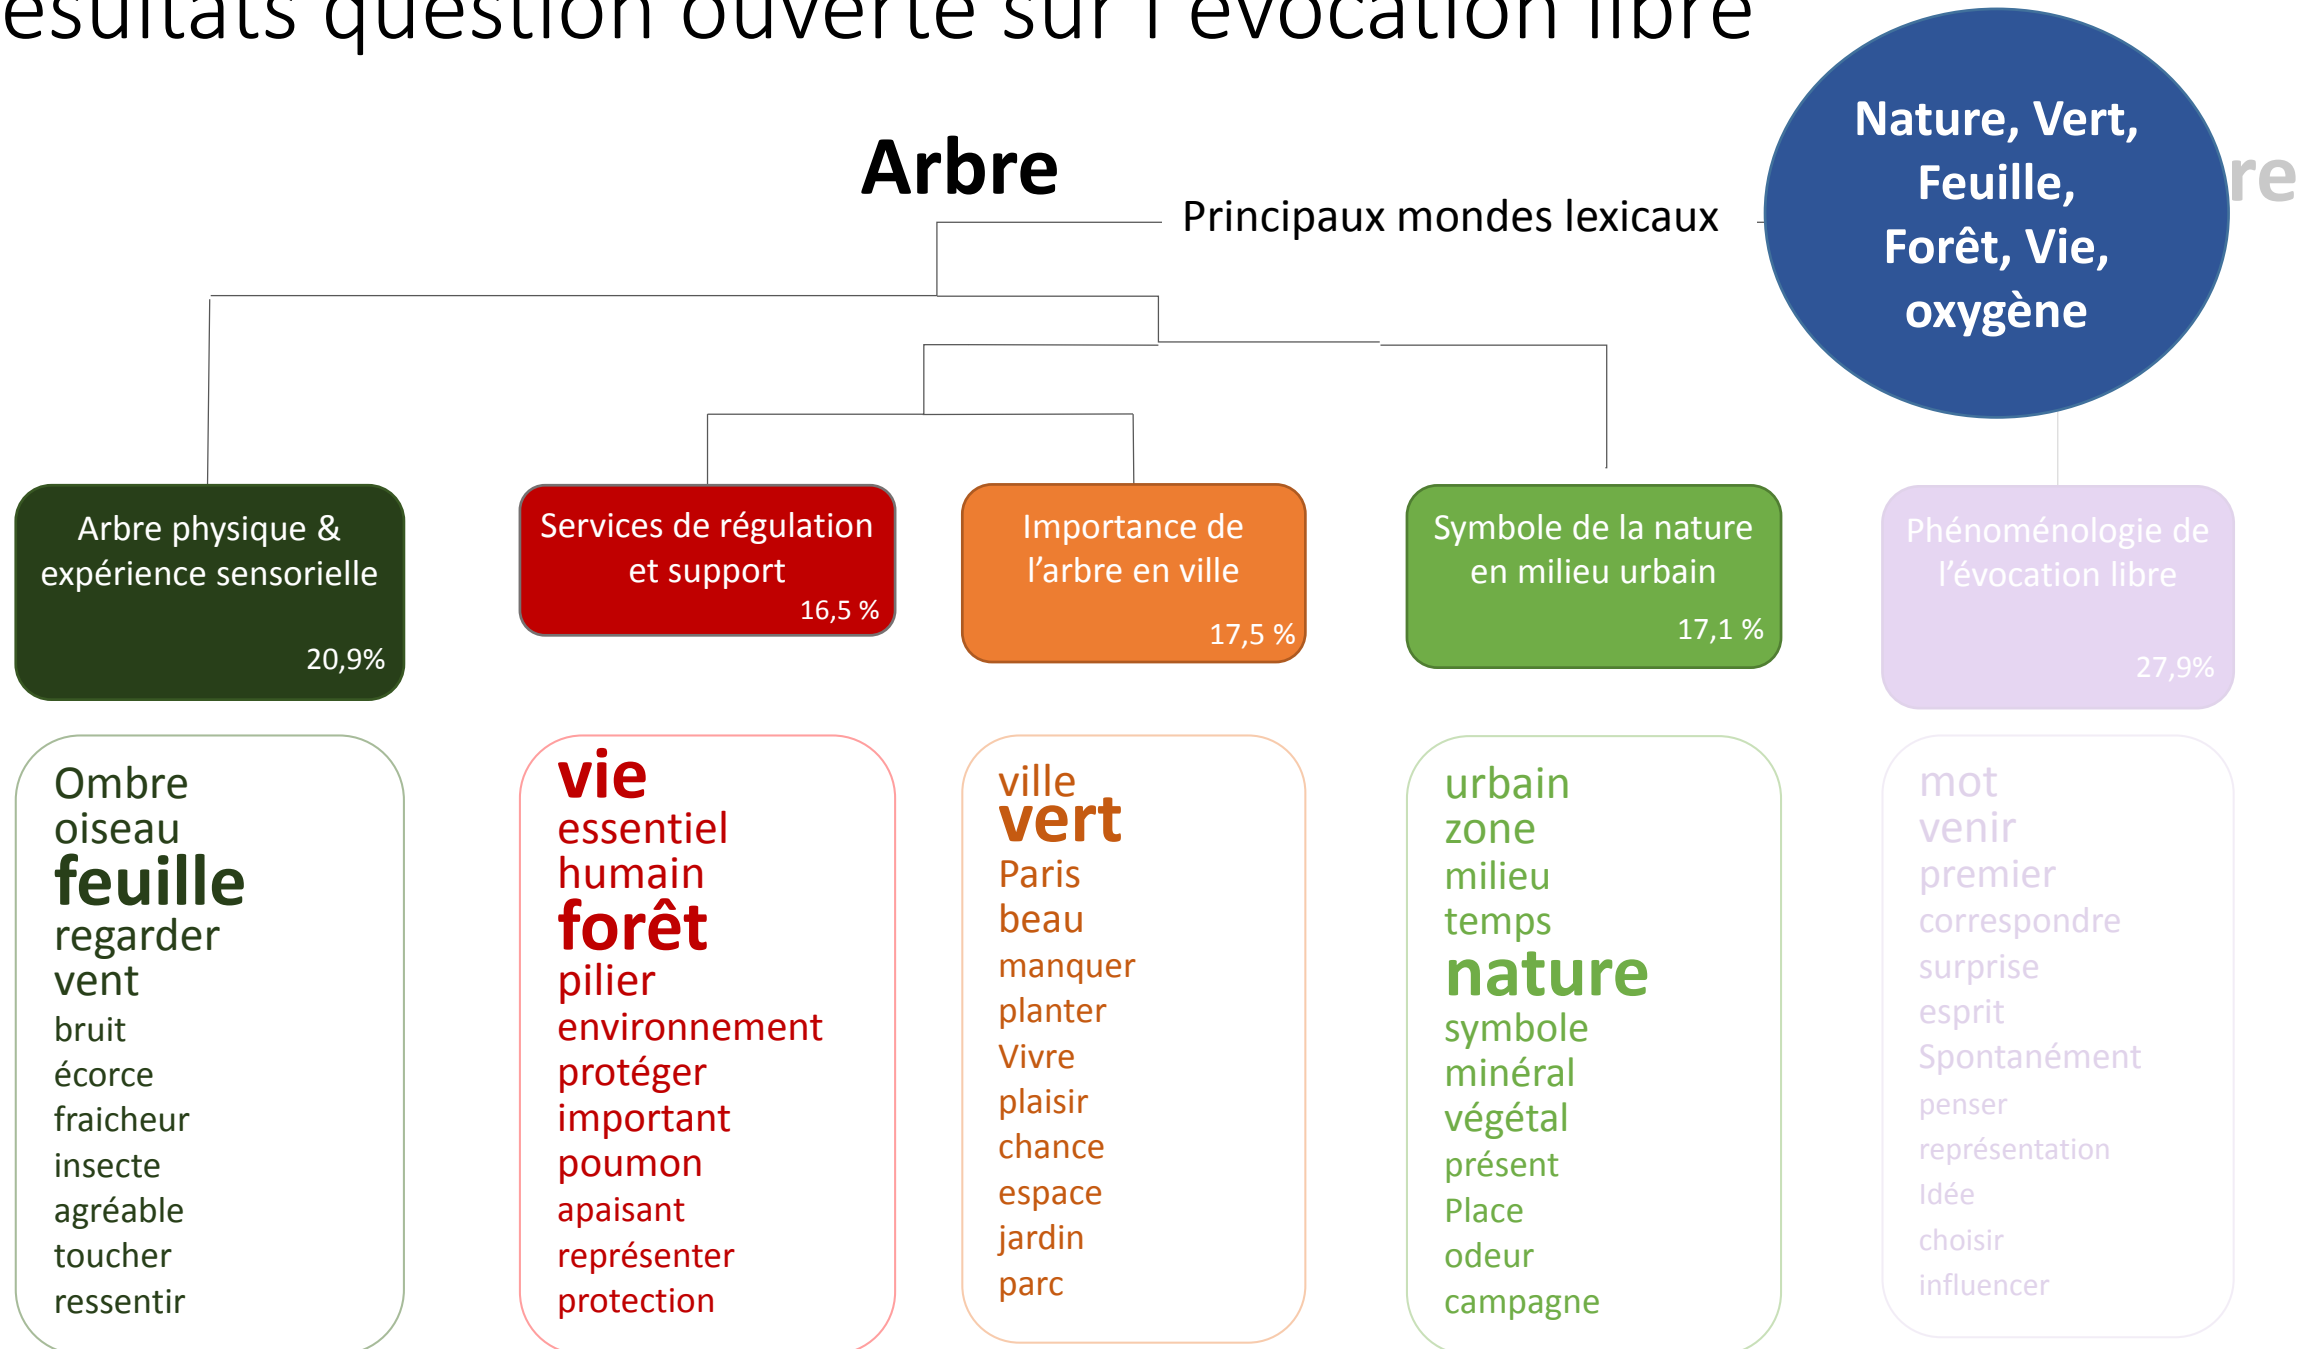 ésultats question ouverte sur l'évocation libre
Arbre
Principaux mondes lexicaux
Nature, Vert,
Feuille,
Forêt, Vie,
oxygène
re
Arbre physique &
expérience sensorielle
20,9%
Services de régulation
et support
16,5 %
Importance de
l'arbre en ville
17,5 %
Symbole de la nature
en milieu urbain
17,1 %
Phénoménologie de
l'évocation libre
27,9%
Ombre
oiseau
feuille
regarder
vent
bruit
écorce
fraicheur
insecte
agréable
toucher
ressentir
vie
essentiel
humain
forêt
pilier
environnement
protéger
important
poumon
apaisant
représenter
protection
ville
vert
Paris
beau
manquer
planter
Vivre
plaisir
chance
espace
jardin
parc
urbain
zone
milieu
temps
nature
symbole
minéral
végétal
présent
Place
odeur
campagne
mot
venir
premier
correspondre
surprise
esprit
Spontanément
penser
représentation
Idée
choisir
influencer